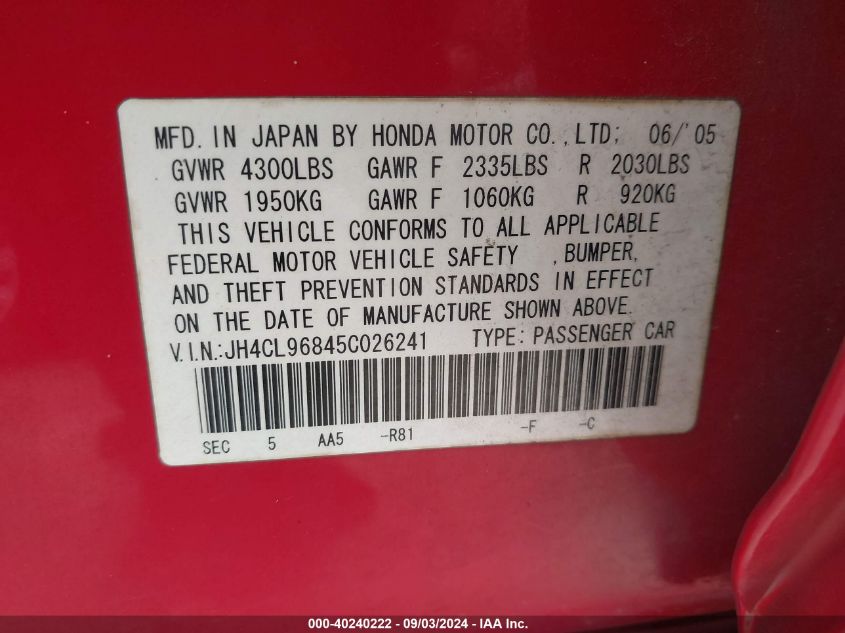 MFD. IN JAPAN BY HONDA MOTOR CO., LTD; 06/'05
GVWR 4300LBS GAWR F 2335LBS R 2030LBS
GVWR 1950KG GAWR F 1060KG R 920KG
THIS VEHICLE CONFORMS TO ALL APPLICABLE
FEDERAL MOTOR VEHICLE SAFETY , BUMPER,
AND THEFT PREVENTION STANDARDS IN EFFECT
ON THE DATE OF MANUFACTURE SHOWN ABOVE.
V.I.N.:JH4CL96845C026241 TYPE: PASSENGER CAR
SEC 5 AA5 -R81 -F -C
000-40240222 - 09/03/2024 - IAA Inc.